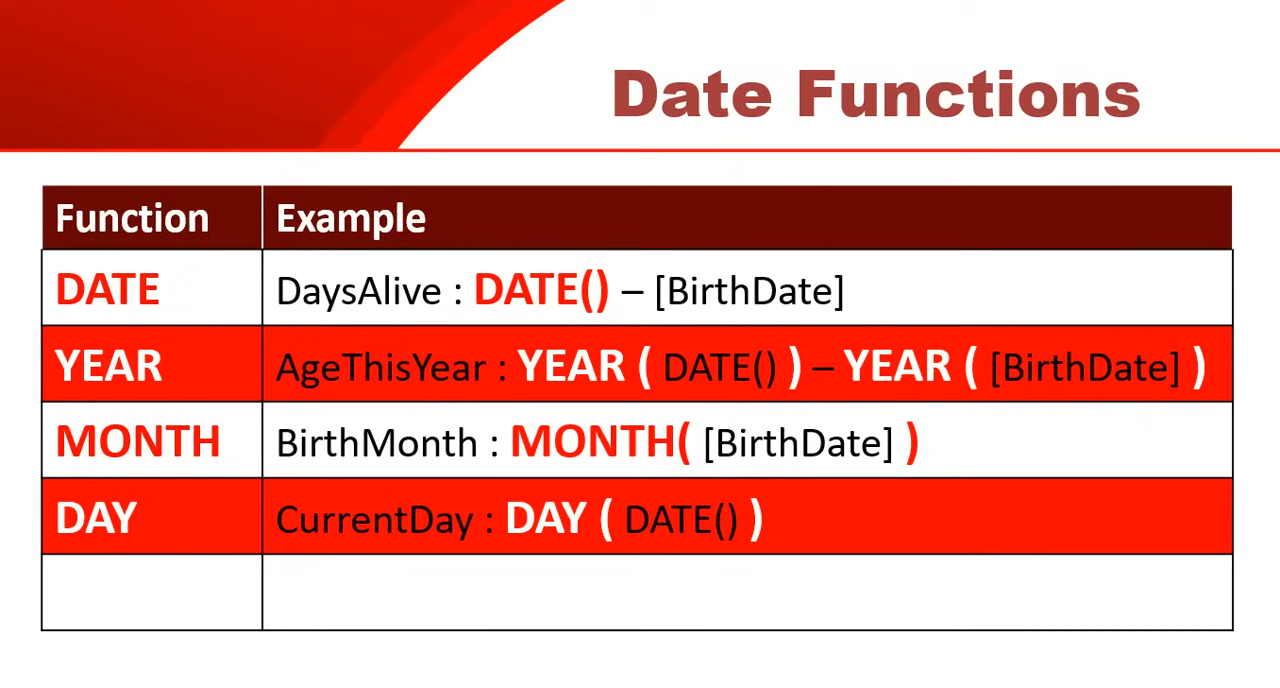 Date Functions
Function Example
DATE DaysAlive : DATE() – [BirthDate]
YEAR AgeThisYear : YEAR ( DATE() ) – YEAR ( [BirthDate] )
MONTH BirthMonth : MONTH( [BirthDate] )
DAY CurrentDay : DAY ( DATE() )